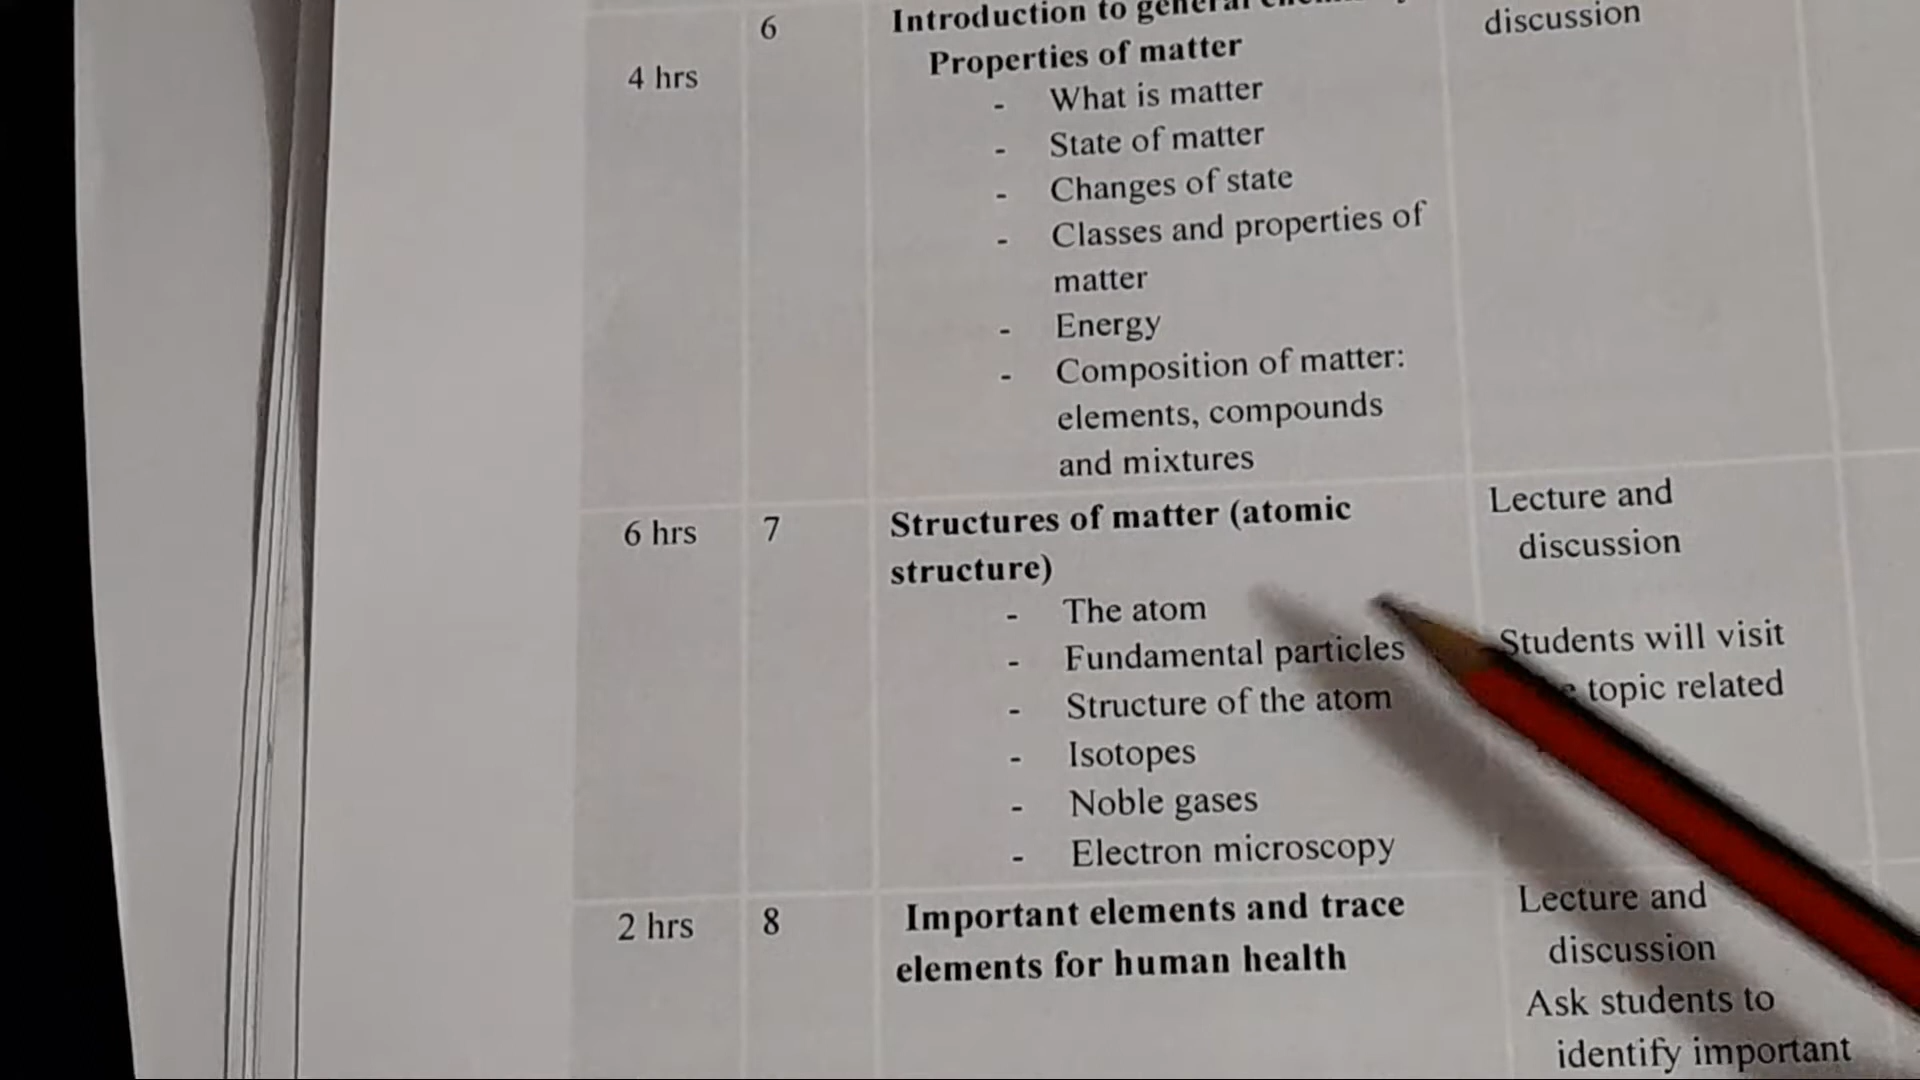 6
Introduction to general
discussion
4 hrs
Properties of matter
- What is matter
- State of matter
- Changes of state
- Classes and properties of
matter
- Energy
- Composition of matter:
elements, compounds
and mixtures
6 hrs
7
Structures of matter (atomic
structure)
- The atom
- Fundamental particles
- Structure of the atom
- Isotopes
- Noble gases
- Electron microscopy
Lecture and
discussion
Students will visit
topic related
2 hrs
8
Important elements and trace
elements for human health
Lecture and
discussion
Ask students to
identify important